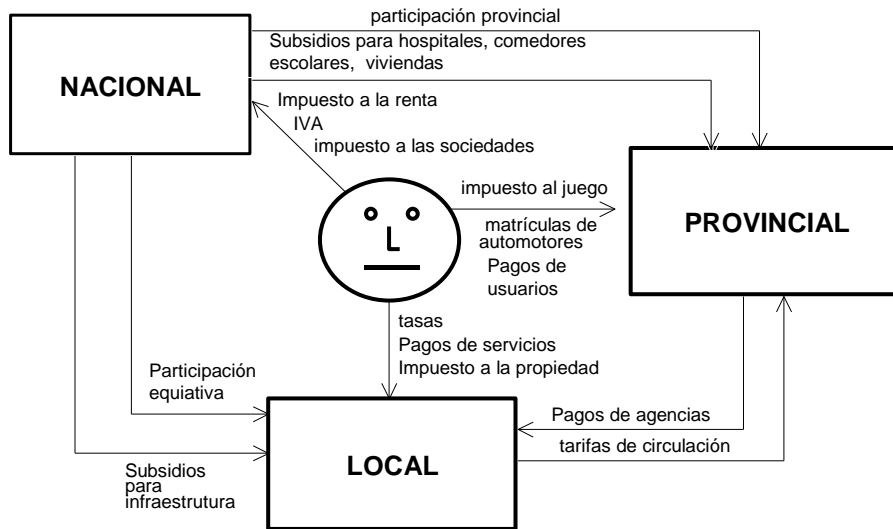 participación provincial
Subsidios para hospitales, comedores
escolares, viviendas
NACIONAL
Impuesto a la renta
IVA
impuesto a las sociedades
impuesto al juego
matrículas de
automotores
Pagos de
usuarios
PROVINCIAL
L
tasas
Pagos de servicios
Impuesto a la propiedad
Participación
equiativa
Pagos de agencias
tarifas de circulación
LOCAL
Subsidios
para
infraestrutura